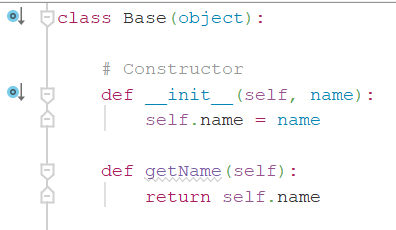 class Base(object):
# Constructor
def __init__(self, name):
self.name = name
def getName(self):
return self.name